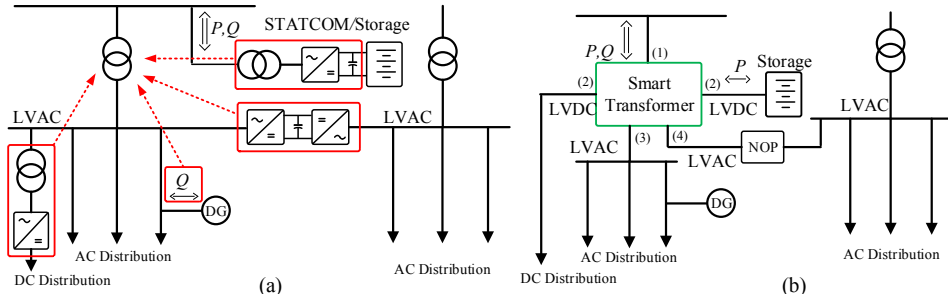 P,Q
STATCOM/Storage
LVAC
LVAC
Q
DG
AC Distribution
DC Distribution
AC Distribution
(a)
P,Q
(1)
Smart
Transformer
(2)
LVDC
(2)
LVDC
P
Storage
(3)
(4)
LVAC
LVAC
NOP
LVAC
DG
AC Distribution
DC Distribution
AC Distribution
(b)